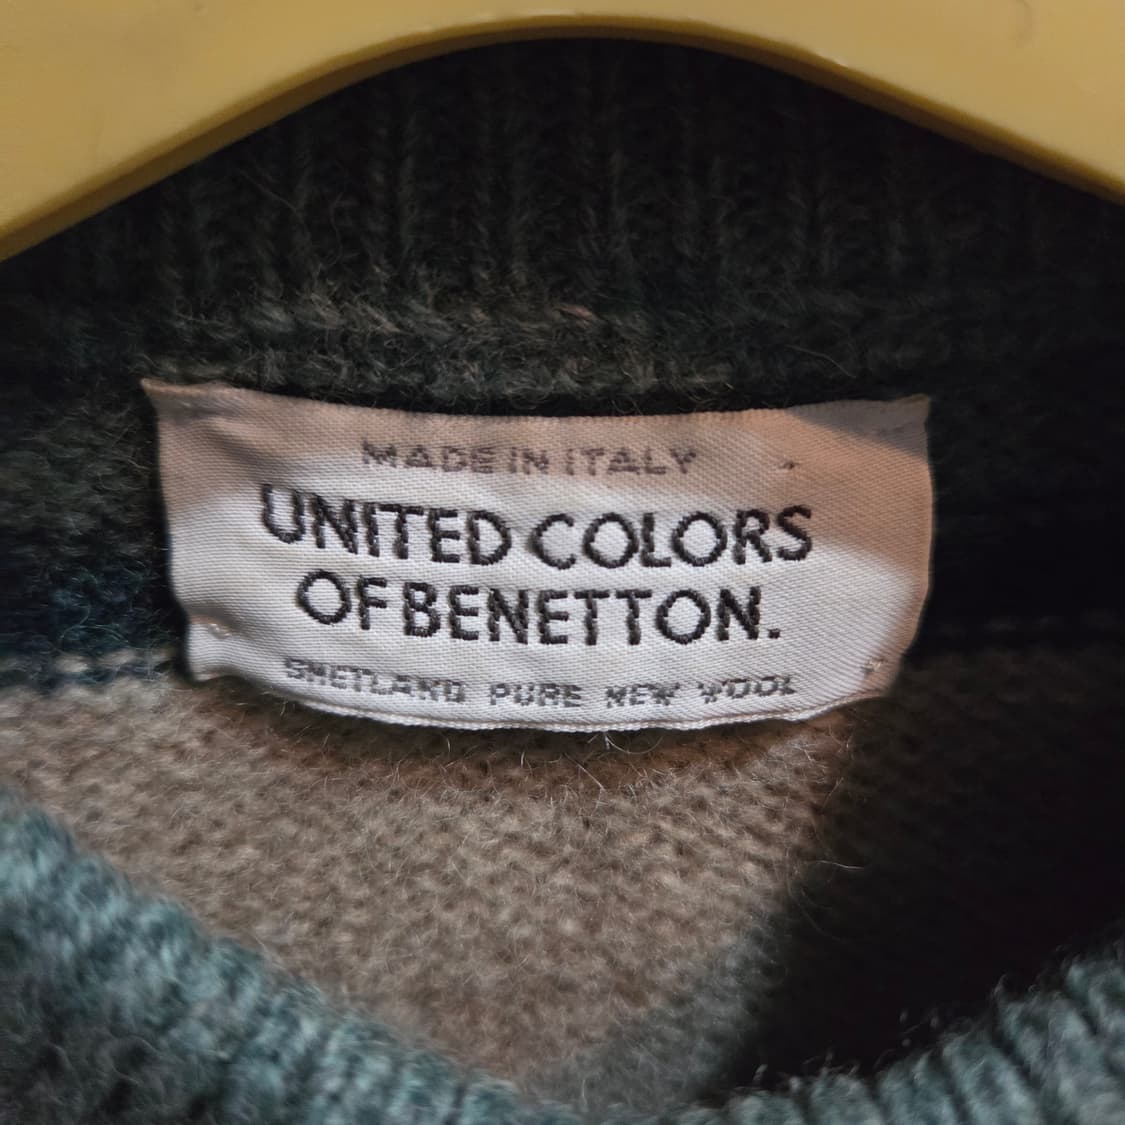 MADE IN ITALY
UNITED COLORS
OF BENETTON.
SHETLAND PURE NEW WOOL